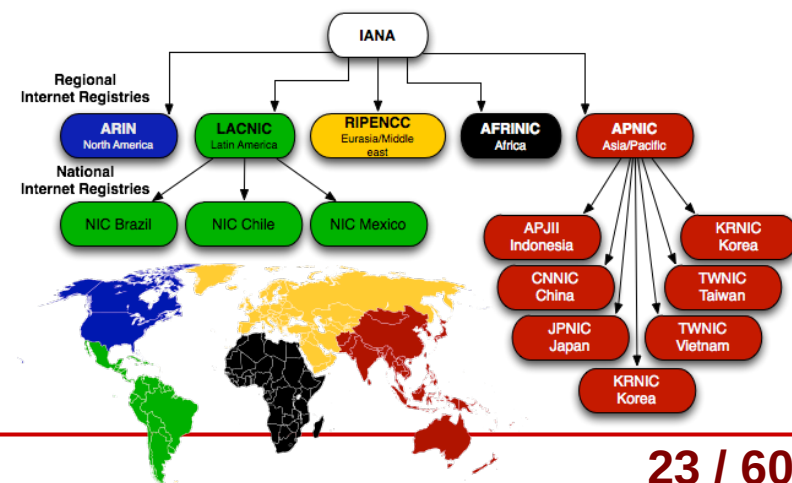 IANA
Regional
Internet Registries
ARIN
North America
LACNIC
Latin America
RIPENCC
Eurasia/Middle
east
AFRINIC
Africa
APNIC
Asia/Pacific
National
Internet Registries
NIC Brazil
NIC Chile
NIC Mexico
APJII
Indonesia
KRNIC
Korea
CNNIC
China
TWNIC
Taiwan
JPNIC
Japan
TWNIC
Vietnam
KRNIC
Korea
23 / 60